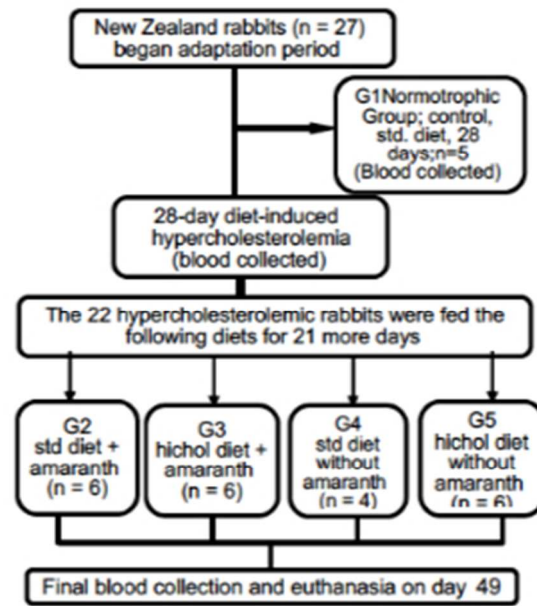 New Zealand rabbits (n = 27)
began adaptation period
G1Normotrophic
Group; control,
std. diet, 28
days;n=5
(Blood collected)
28-day diet-induced
hypercholesterolemia
(blood collected)
The 22 hypercholesterolemic rabbits were fed the
following diets for 21 more days
G2
std diet +
amaranth
(n = 6)
G3
hichol diet +
amaranth
(n = 6)
G4
std diet
without
amaranth
(n = 4)
G5
hichol diet
without
amaranth
(n = 6)
Final blood collection and euthanasia on day 49